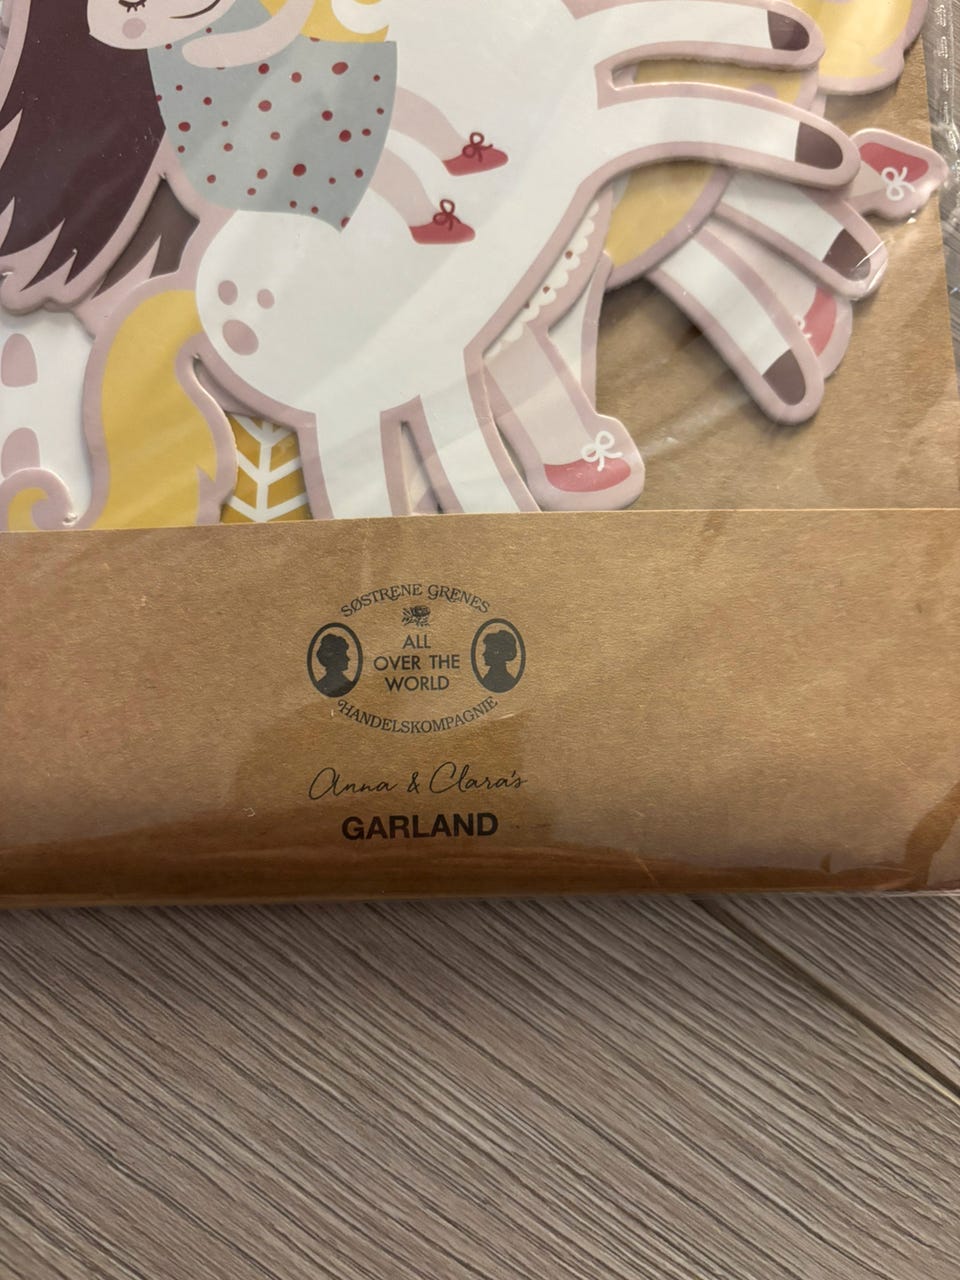 SØSTRENE GRENES
ALL
OVER THE
WORLD
HANDELSKOMPAGNIE
Anna & Clara's
GARLAND